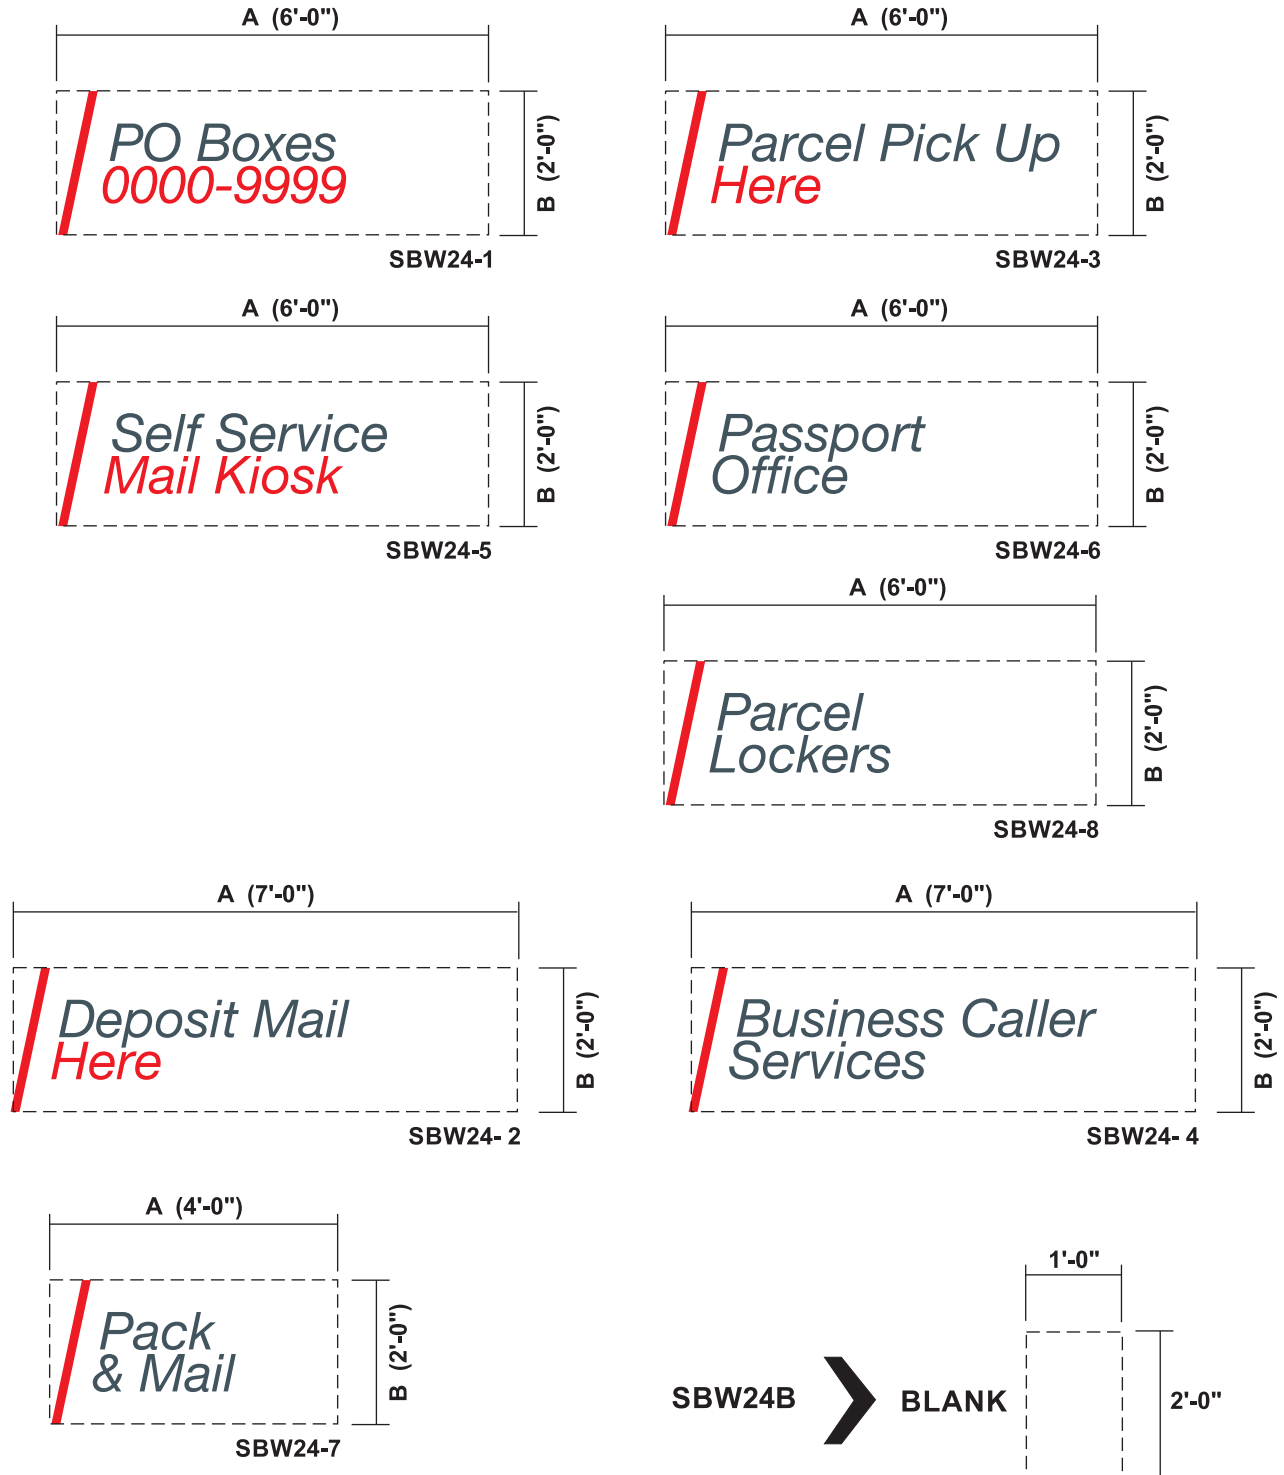 A (6'-0")
PO Boxes
0000-9999
B (2'-0")
SBW24-1
A (6'-0")
Parcel Pick Up
Here
B (2'-0")
SBW24-3
A (6'-0")
Self Service
Mail Kiosk
B (2'-0")
SBW24-5
A (6'-0")
Passport
Office
B (2'-0")
SBW24-6
A (6'-0")
Parcel
Lockers
B (2'-0")
SBW24-8
A (7'-0")
Deposit Mail
Here
B (2'-0")
SBW24- 2
A (7'-0")
Business Caller
Services
B (2'-0")
SBW24- 4
A (4'-0")
Pack
& Mail
B (2'-0")
SBW24-7
1'-0"
SBW24B BLANK 2'-0"